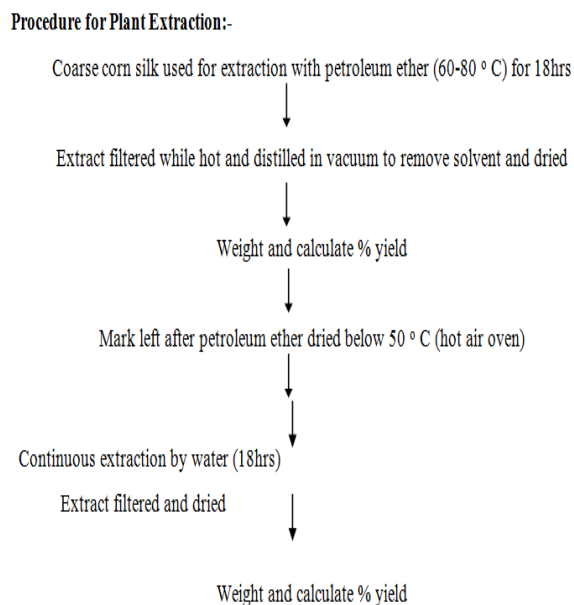 Procedure for Plant Extraction:-
Coarse corn silk used for extraction with petroleum ether (60-80 ° C) for 18hrs
Extract filtered while hot and distilled in vacuum to remove solvent and dried
Weight and calculate % yield
Mark left after petroleum ether dried below 50 ° C (hot air oven)
Continuous extraction by water (18hrs)
Extract filtered and dried
Weight and calculate % yield